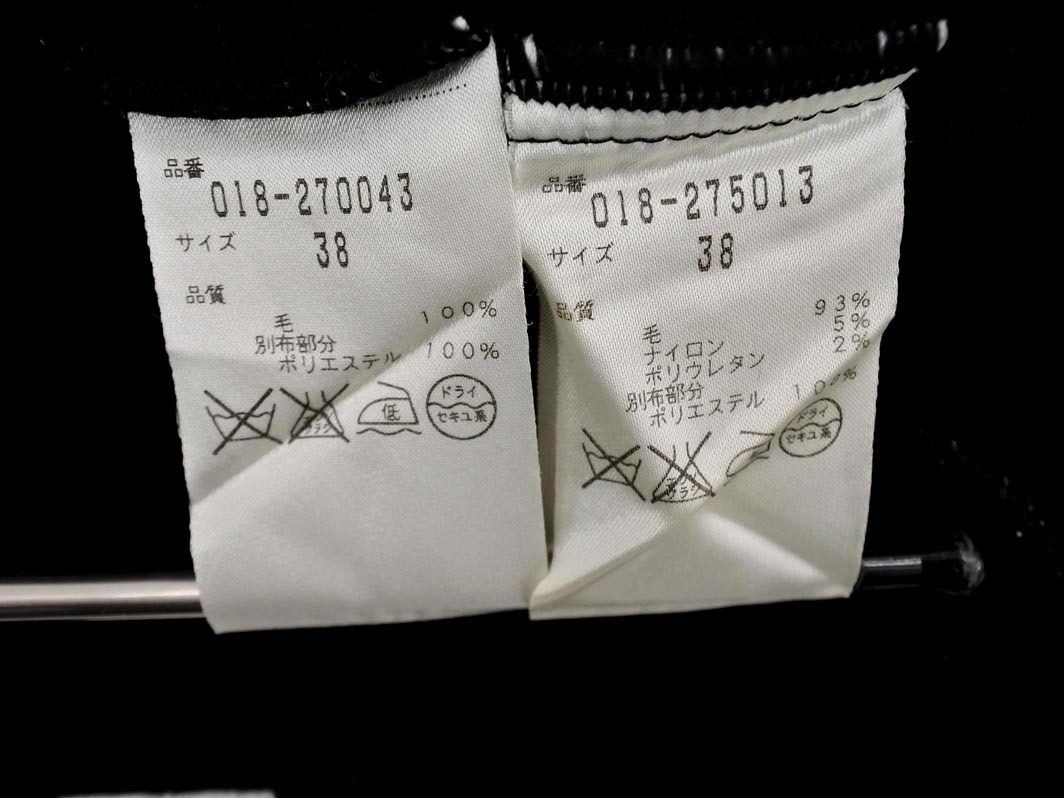 品番
018-270043
サイズ 38
品質
毛 100%
別布部分
ポリエステル 100%
低
ドライ
セキユ系
品番
018-275013
サイズ 38
品質
毛 93%
ナイロン 5%
ポリウレタン 2%
別布部分
ポリエステル 100%
ドライ
セキユ系